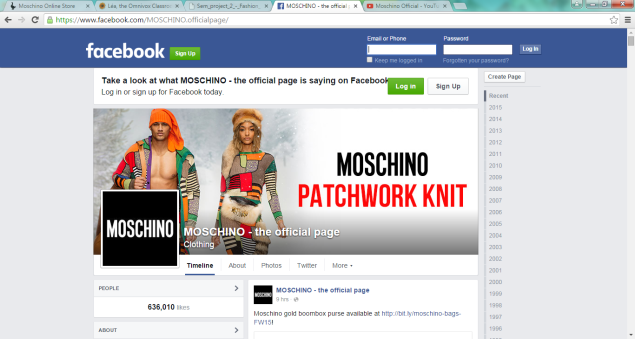 Moschino Online Store
Léa, the Omnivox Classroo
Sem_project_2_-_Fashion
MOSCHINO - the official p
Moschino Official - YouT
https://www.facebook.com/MOSCHINO.officialpage/
facebook
Sign Up
Email or Phone
Password
Log In
Keep me logged in
Forgotten your password?
Take a look at what MOSCHINO - the official page is saying on Facebook
Log in or sign up for Facebook today.
Log in
Sign Up
Create Page
MOSCHINO
PATCHWORK KNIT
MOSCHINO
MOSCHINO - the official page
Clothing
Timeline
About
Photos
Twitter
More
PEOPLE
636,010 likes
ABOUT
MOSCHINO
MOSCHINO - the official page
6 hrs
Moschino gold boombox purse available at http://bit.ly/moschino-bags-
FW15!
Recent
2015
2014
2013
2012
2011
2010
2009
2008
2007
2006
2005
2004
2003
2002
2001
2000
1999
1998
1997
1996
1995